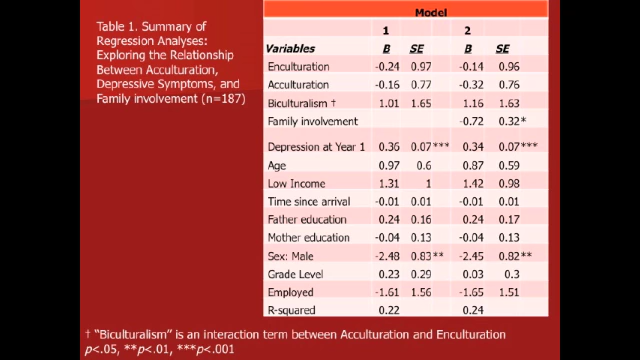 Table 1. Summary of
Regression Analyses:
Exploring the Relationship
Between Acculturation,
Depressive Symptoms, and
Family involvement (n=187)
Model
1 2
Variables B SE B SE
Enculturation -0.24 0.97 -0.14 0.96
Acculturation -0.16 0.77 -0.32 0.76
Biculturalism † 1.01 1.65 1.16 1.63
Family involvement -0.72 0.32*
Depression at Year 1 0.36 0.07*** 0.34 0.07***
Age 0.97 0.6 0.87 0.59
Low Income 1.31 1 1.42 0.98
Time since arrival -0.01 0.01 -0.01 0.01
Father education 0.24 0.16 0.24 0.17
Mother education -0.04 0.13 -0.04 0.13
Sex: Male -2.48 0.83** -2.45 0.82**
Grade Level 0.23 0.29 0.03 0.3
Employed -1.61 1.56 -1.65 1.51
R-squared 0.22 0.24
† "Biculturalism" is an interaction term between Acculturation and Enculturation
p<.05, **p<.01, ***p<.001